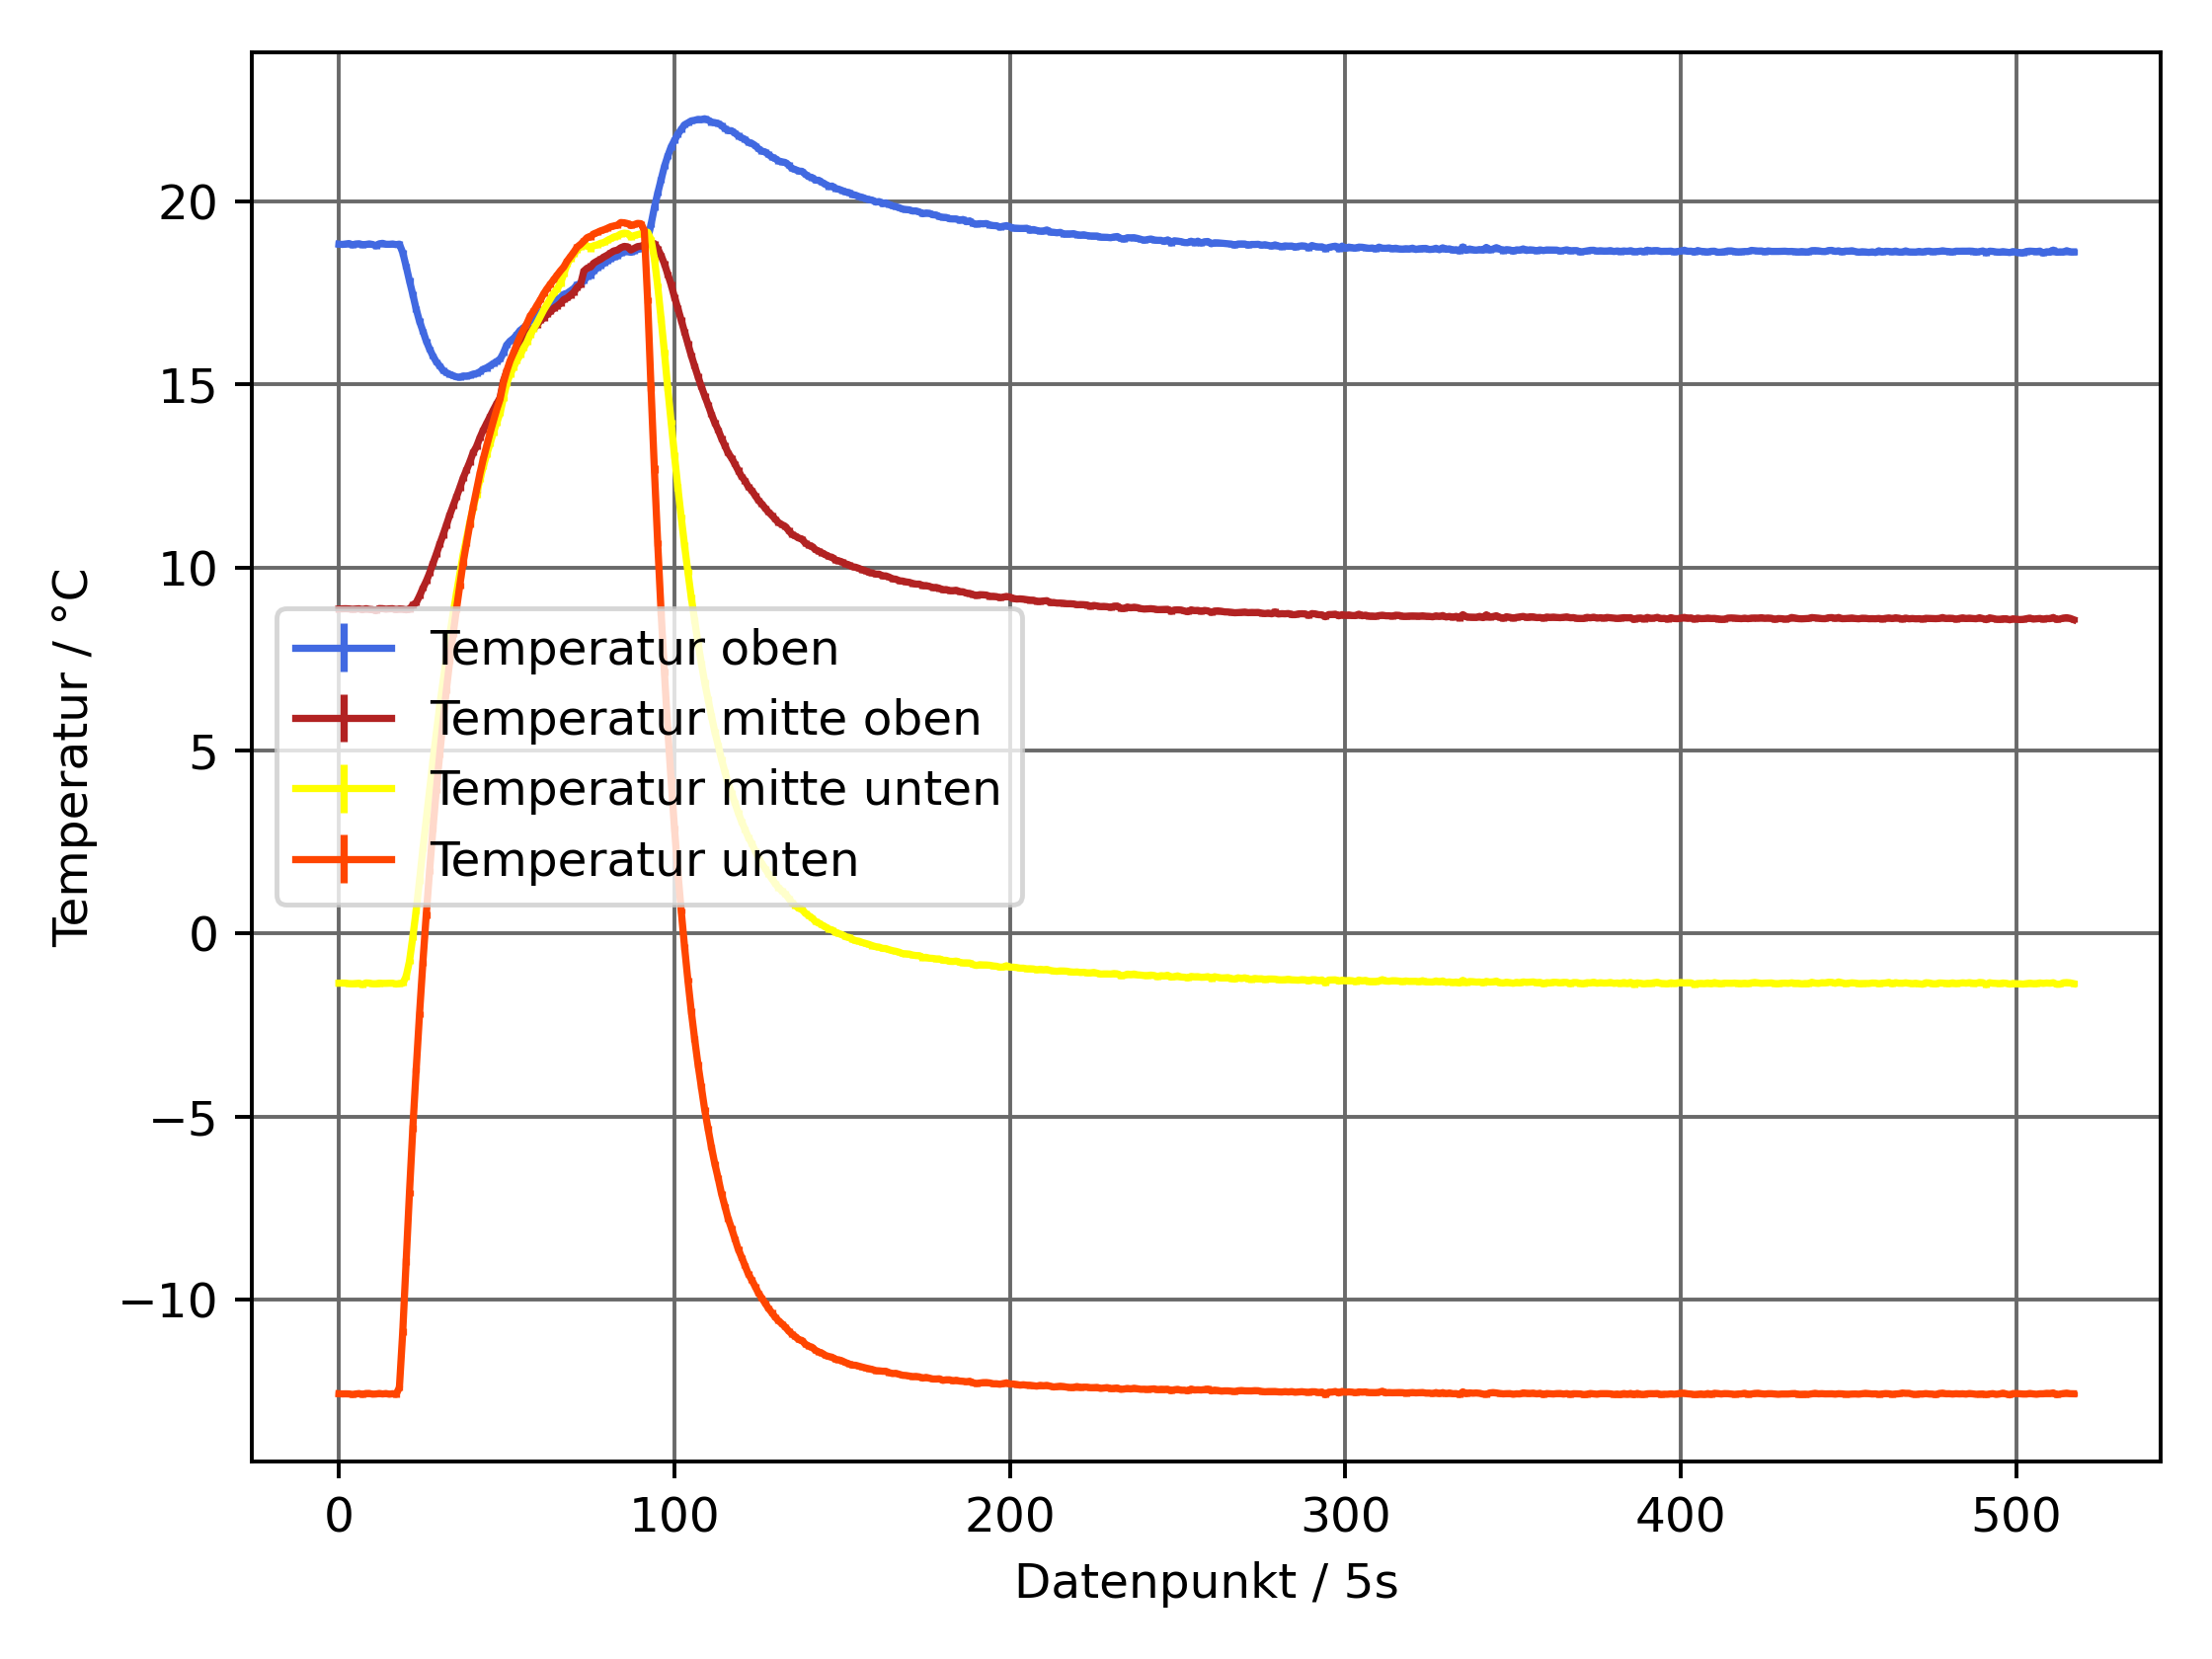 20
15
10
5
0
−5
−10
Temperatur / °C
Temperatur oben
Temperatur mitte oben
Temperatur mitte unten
Temperatur unten
0 100 200 300 400 500
Datenpunkt / 5s